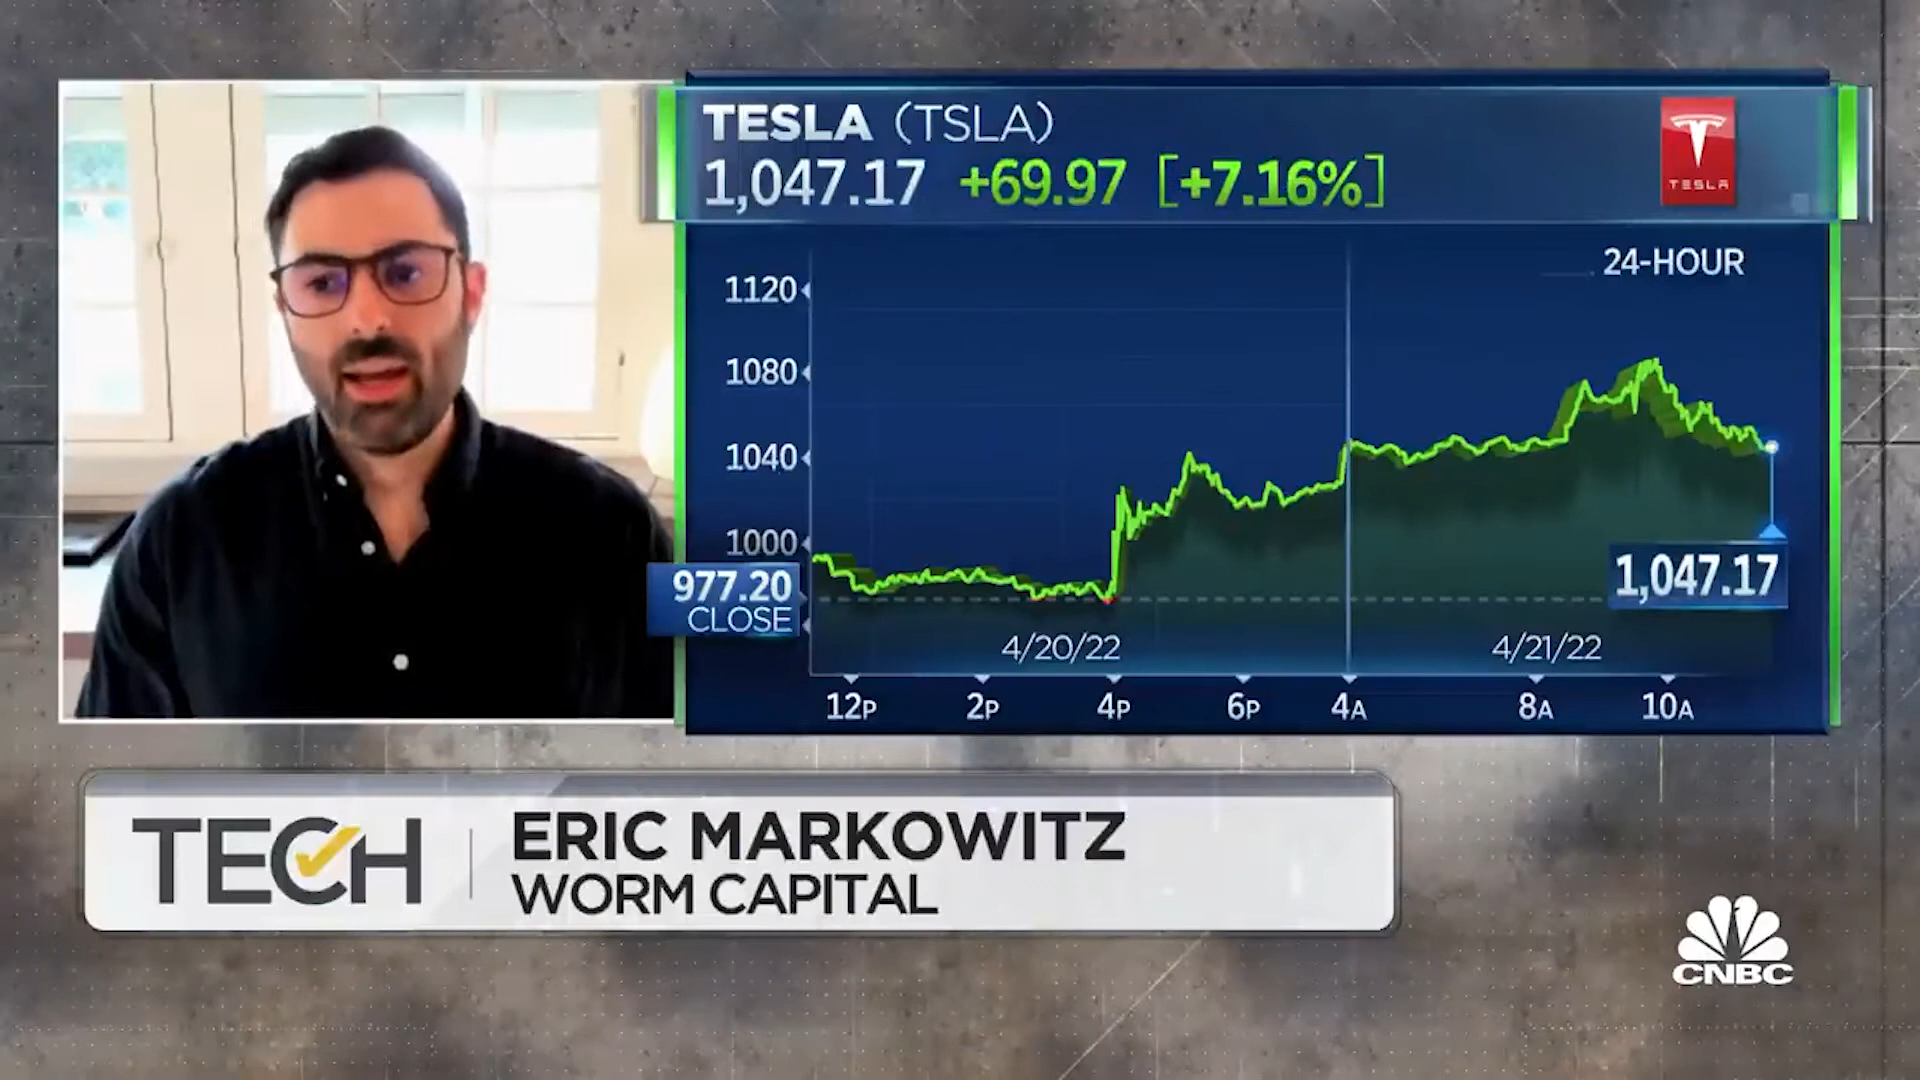 TESLA (TSLA)
1,047.17 +69.97 [+7.16%]
TESLA
24-HOUR
1120
1080
1040
1000
977.20
CLOSE
1,047.17
4/20/22 4/21/22
12P 2P 4P 6P 4A 8A 10A
TECH
ERIC MARKOWITZ
WORM CAPITAL
CNBC